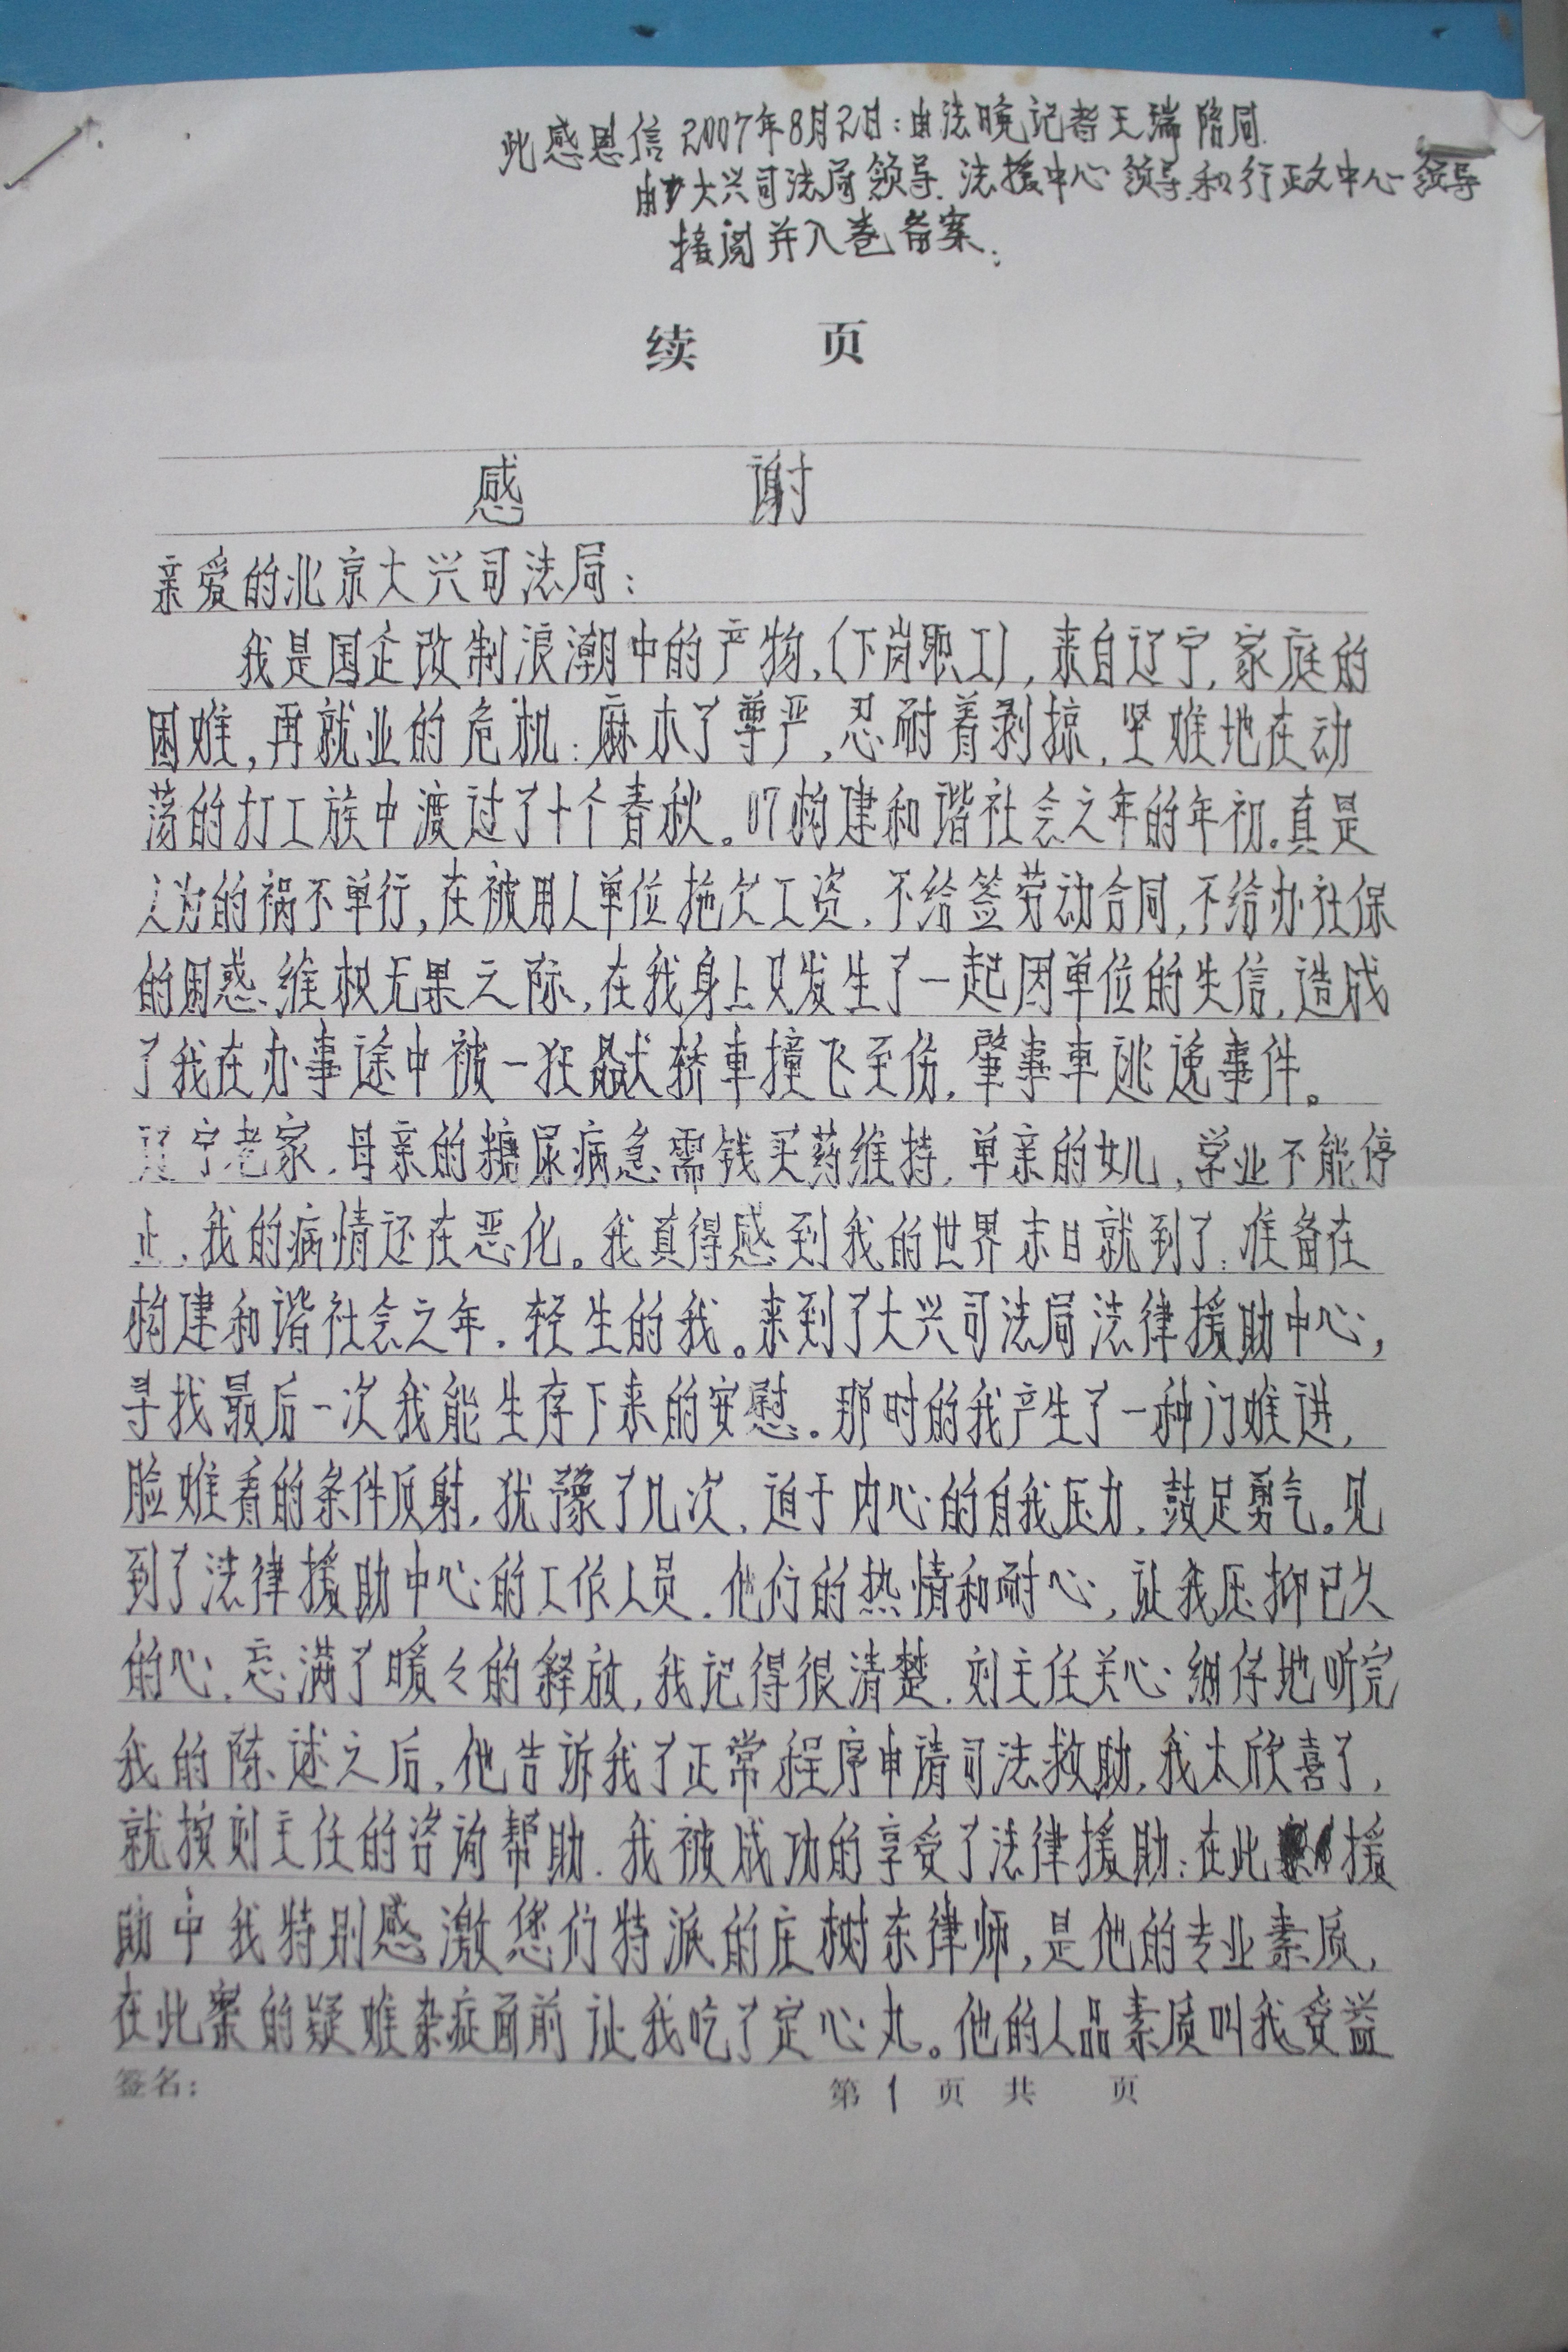 此感恩信2007年8月2日：由法晚记者王瑞陪同.
由大兴司法局领导.法援中心领导.和行政中心领导
接阅并入卷备案.
续 页
感 谢
亲爱的北京大兴司法局：
我是国企改制浪潮中的产物,(下岗职工),来自辽宁,家庭的
困难,再就业的危机：麻木了尊严,忍耐着剥掠,坚难地在动
荡的打工族中渡过了十个春秋。07构建和谐社会之年的年初。真是
人为的祸不单行,在被用人单位拖欠工资,不给签劳动合同,不给办社保
的困惑、维权无果之际,在我身上又发生了一起因单位的失信,造成
了我在办事途中被一狂猋轿車撞飞至伤,肇事車逃逸事件。
辽宁老家,母亲的糖尿病急需钱买药维持,单亲的女儿,学业不能停
止,我的病情还在恶化。我真得感到我的世界末日就到了：准备在
构建和谐社会之年,轻生的我。来到了大兴司法局法律援助中心,
寻找最后一次我能生存下来的安慰。那时的我产生了一种门难进,
脸难看的条件反射,犹豫了几次,迫于内心的自我压力,鼓足勇气。见
到了法律援助中心的工作人员,他们的热情和耐心,让我压抑已久
的心,忘满了暖々的释放,我记得很清楚,刘主任关心细仔地听完
我的陈述之后,他告诉我了正常程序申请司法救助,我太欣喜了,
就按刘主任的咨询帮助,我被成功的享受了法律援助：在此援
助中我特别感激您们特派的庄树东律师,是他的专业素质,
在此案的疑难杂症面前让我吃了定心丸。他的人品素质叫我受益
签名：
第 1 页 共 页